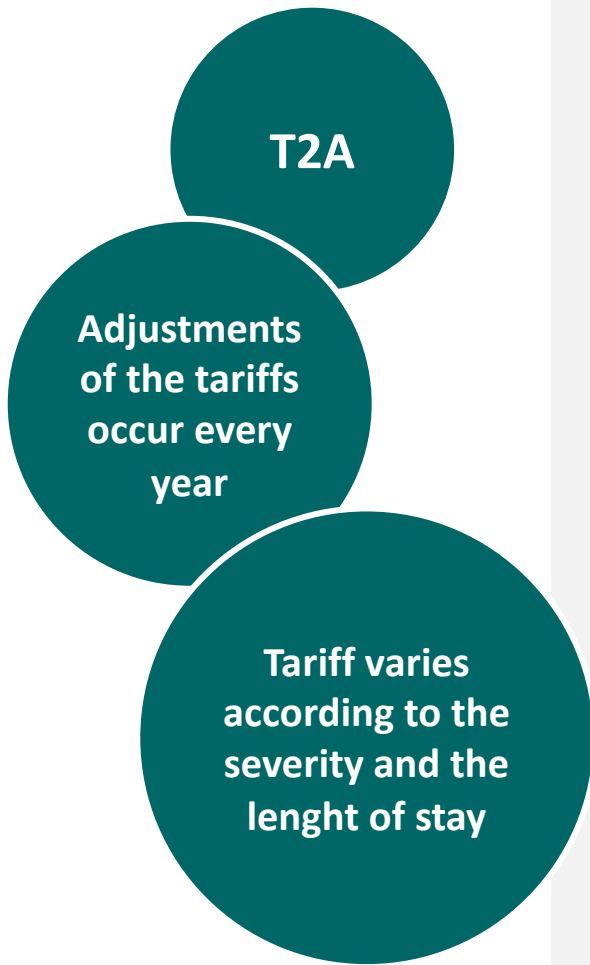 T2A
Adjustments
of the tariffs
occur every
year
Tariff varies
according to the
severity and the
lenght of stay